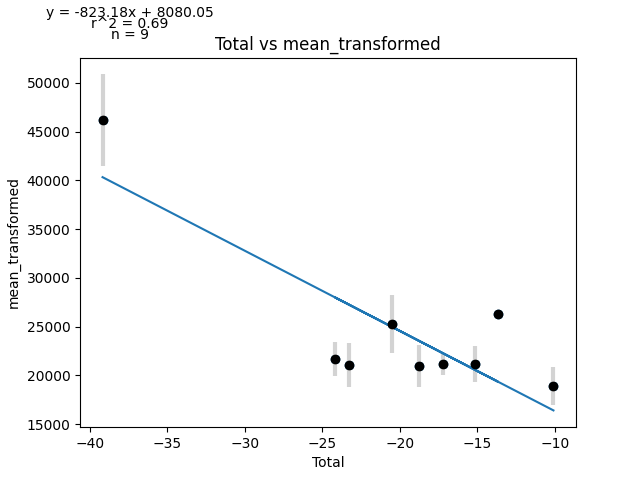 y = -823.18x + 8080.05
r^2 = 0.69
n = 9
Total vs mean_transformed
50000
45000
40000
35000
30000
25000
20000
15000
mean_transformed
−40
−35
−30
−25
−20
−15
−10
Total